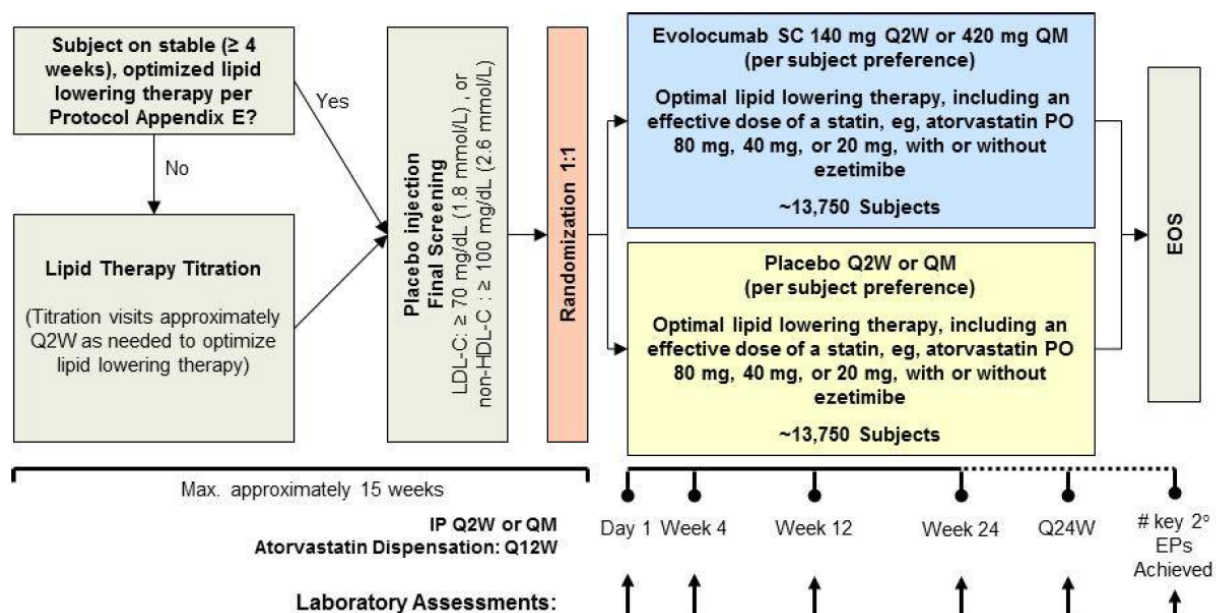 Subject on stable (≥ 4
weeks), optimized lipid
lowering therapy per
Protocol Appendix E?
Yes
No
Lipid Therapy Titration
(Titration visits approximately
Q2W as needed to optimize
lipid lowering therapy)
Placebo injection
Final Screening
LDL-C: ≥ 70 mg/dL (1.8 mmol/L) , or
non-HDL-C : ≥ 100 mg/dL (2.6 mmol/L)
Randomization 1:1
Evolocumab SC 140 mg Q2W or 420 mg QM
(per subject preference)
Optimal lipid lowering therapy, including an
effective dose of a statin, eg, atorvastatin PO
80 mg, 40 mg, or 20 mg, with or without
ezetimibe
~13,750 Subjects
Placebo Q2W or QM
(per subject preference)
Optimal lipid lowering therapy, including an
effective dose of a statin, eg, atorvastatin PO
80 mg, 40 mg, or 20 mg, with or without
ezetimibe
~13,750 Subjects
EOS
Max. approximately 15 weeks
IP Q2W or QM
Atorvastatin Dispensation: Q12W
Day 1
Week 4
Week 12
Week 24
Q24W
# key 2°
EPs
Achieved
Laboratory Assessments: